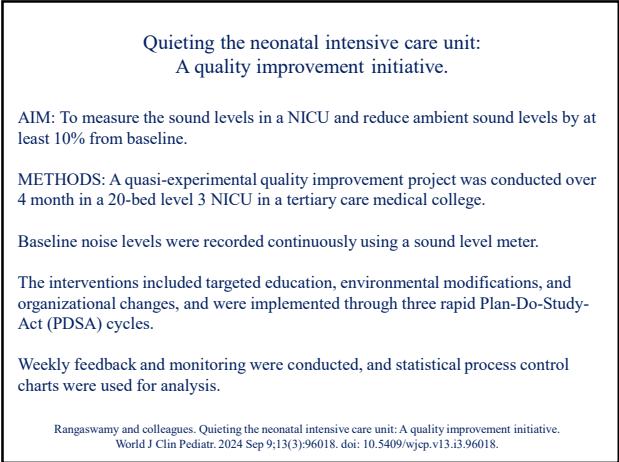 Quieting the neonatal intensive care unit:
A quality improvement initiative.
AIM: To measure the sound levels in a NICU and reduce ambient sound levels by at
least 10% from baseline.
METHODS: A quasi-experimental quality improvement project was conducted over
4 month in a 20-bed level 3 NICU in a tertiary care medical college.
Baseline noise levels were recorded continuously using a sound level meter.
The interventions included targeted education, environmental modifications, and
organizational changes, and were implemented through three rapid Plan-Do-Study-
Act (PDSA) cycles.
Weekly feedback and monitoring were conducted, and statistical process control
charts were used for analysis.
Rangaswamy and colleagues. Quieting the neonatal intensive care unit: A quality improvement initiative.
World J Clin Pediatr. 2024 Sep 9;13(3):96018. doi: 10.5409/wjcp.v13.i3.96018.